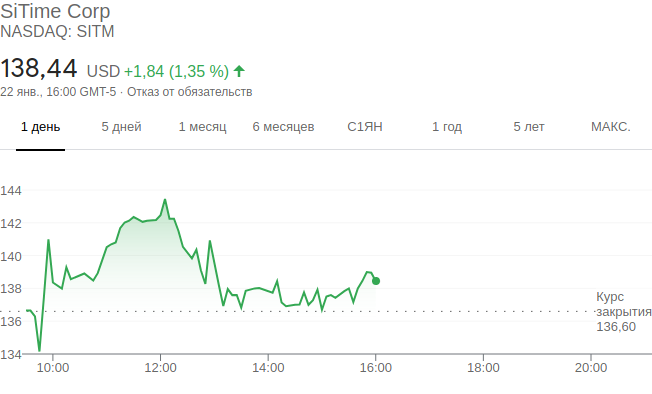 SiTime Corp
NASDAQ: SITM
138,44 USD +1,84 (1,35 %)
22 янв., 16:00 GMT-5 · Отказ от обязательств
1 день 5 дней 1 месяц 6 месяцев С1ЯН 1 год 5 лет МАКС.
144
142
140
138
136
134
Курс
закрытия
136,60
10:00 12:00 14:00 16:00 18:00 20:00